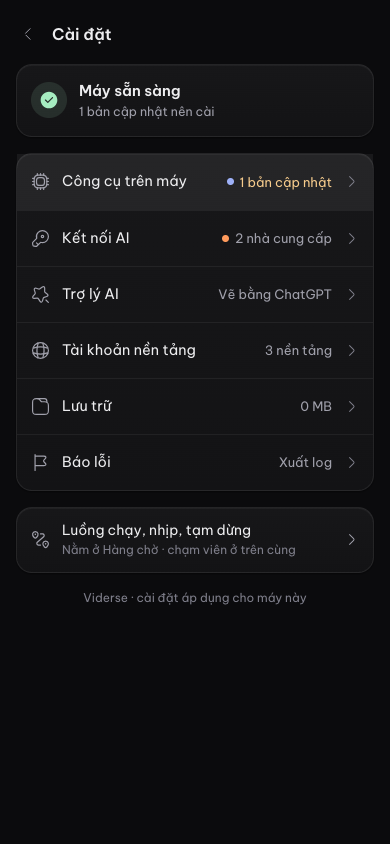 Cài đặt
Máy sẵn sàng
1 bản cập nhật nên cài
Công cụ trên máy
1 bản cập nhật
Kết nối AI
2 nhà cung cấp
Trợ lý AI
Vẽ bằng ChatGPT
Tài khoản nền tảng
3 nền tảng
Lưu trữ
0 MB
Báo lỗi
Xuất log
Luồng chạy, nhịp, tạm dừng
Nằm ở Hàng chờ · chạm viên ở trên cùng
Viderse · cài đặt áp dụng cho máy này